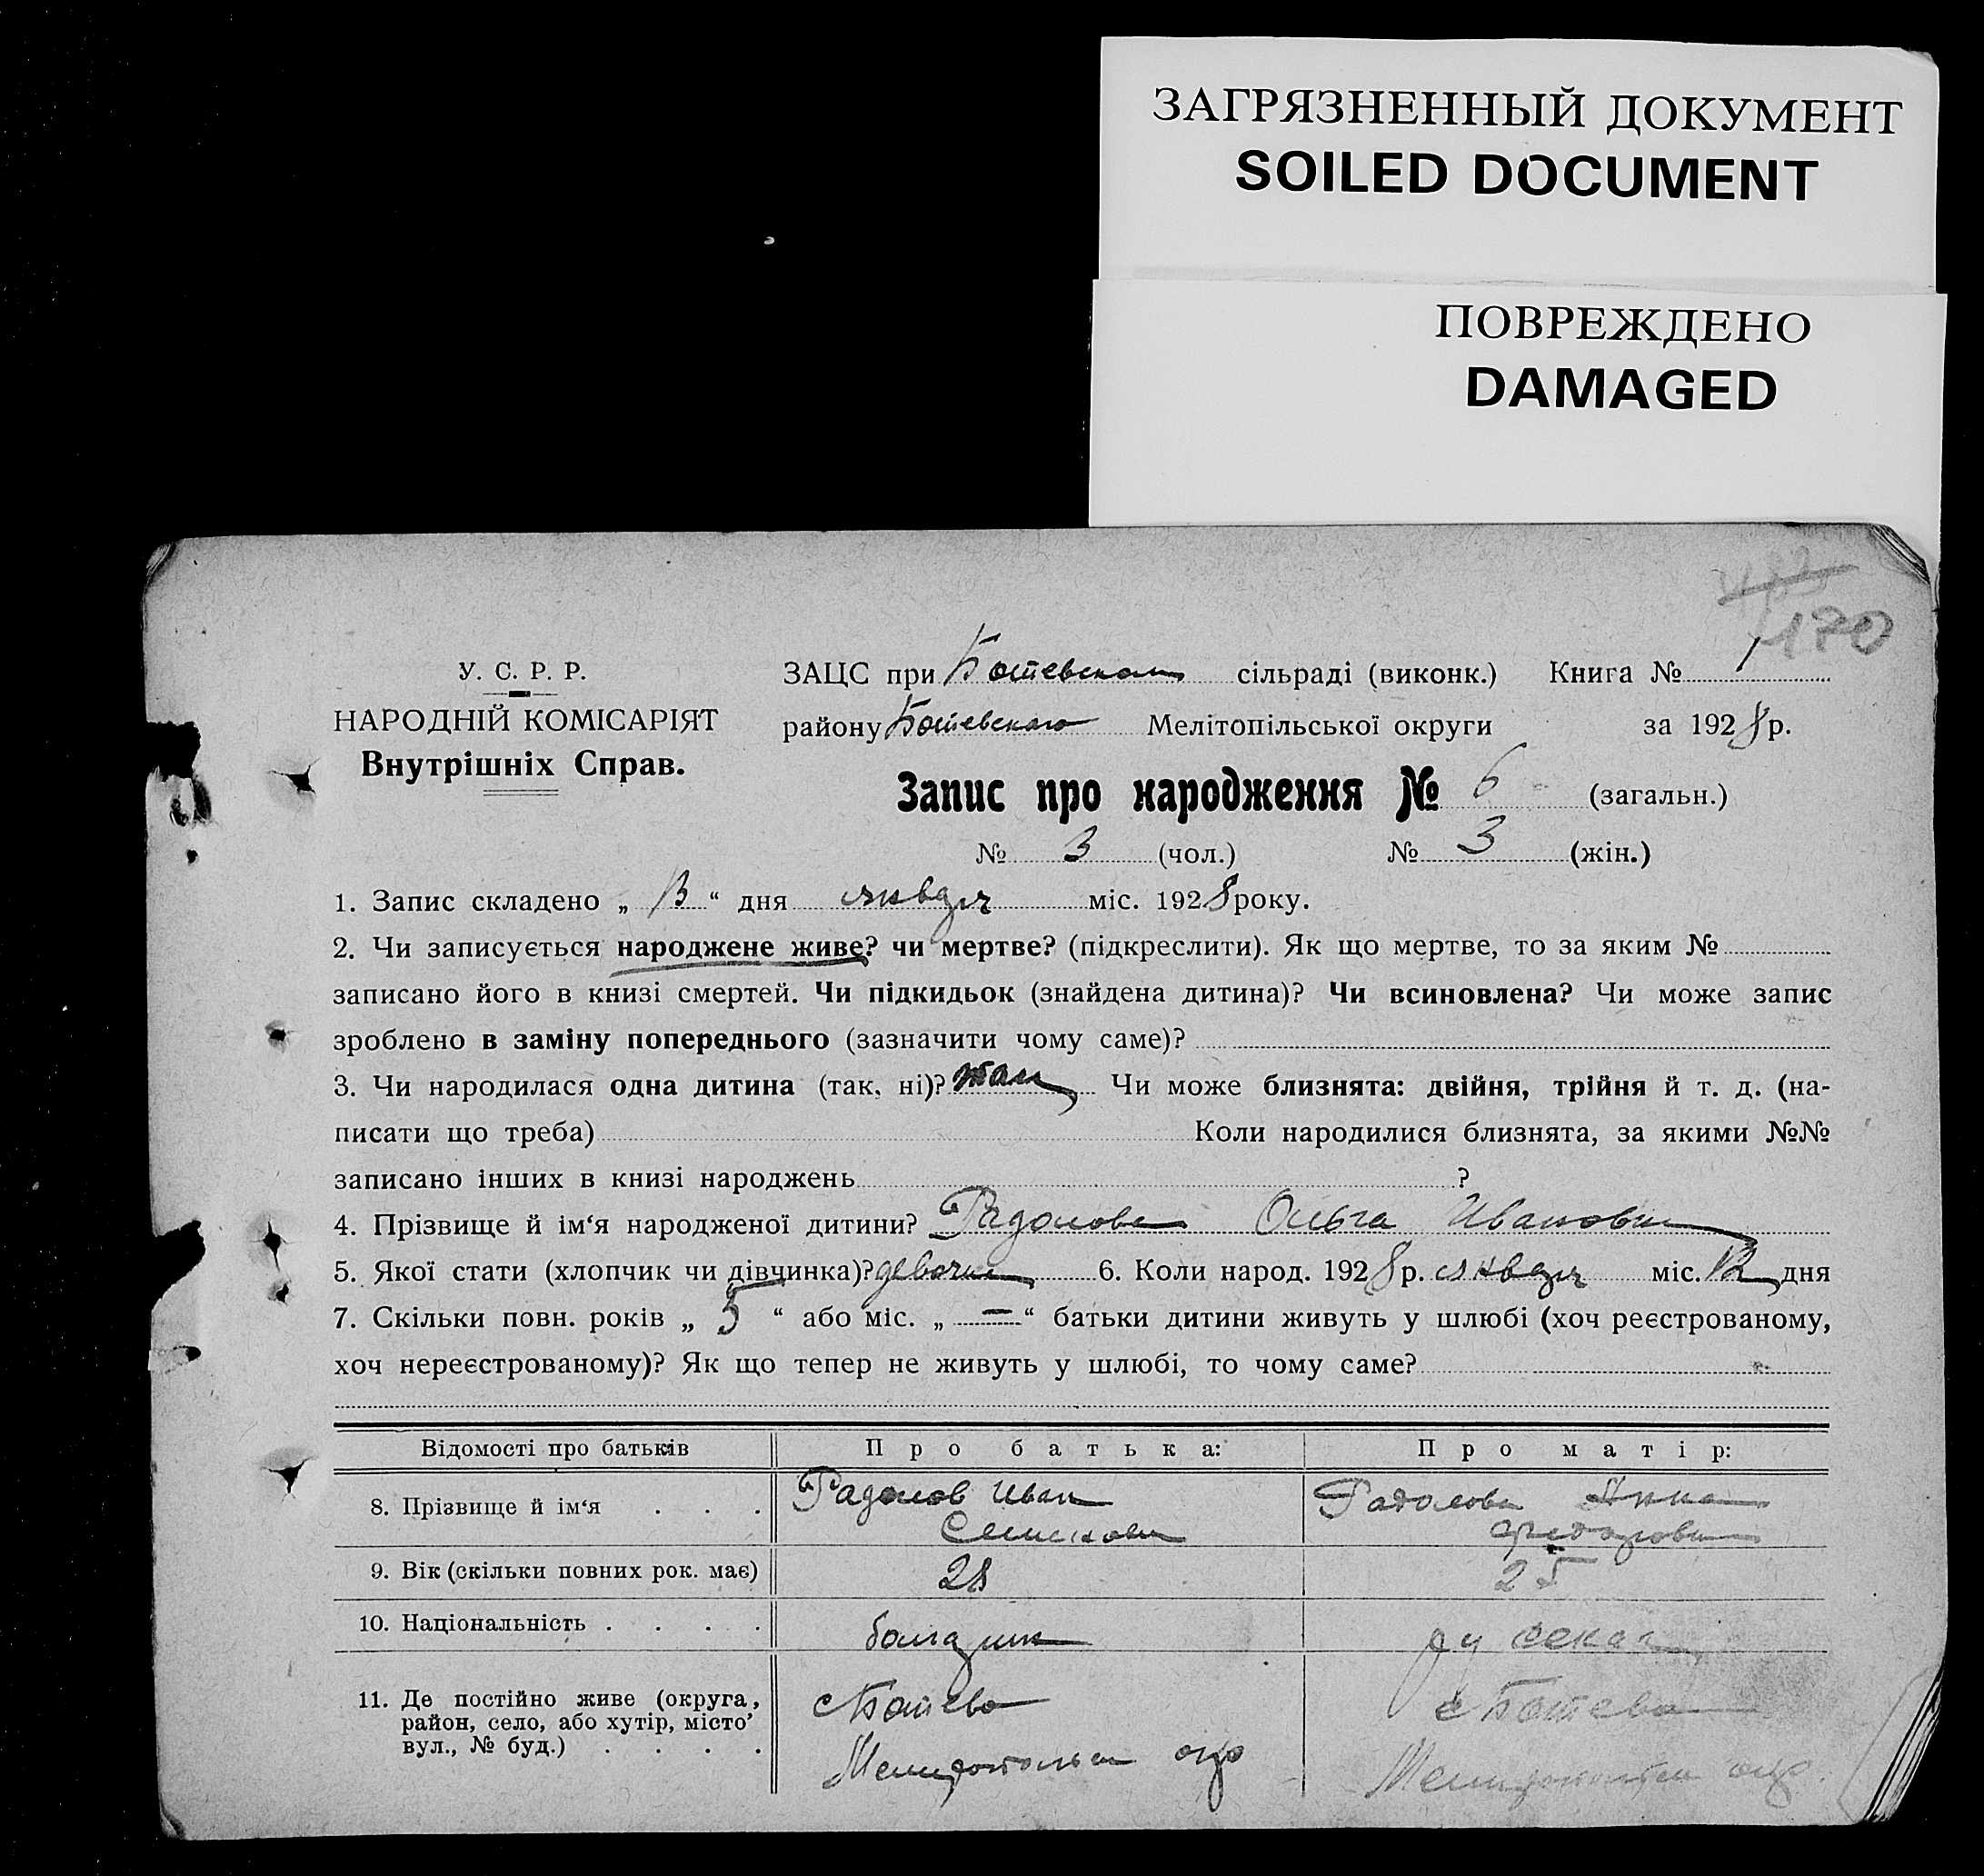 ЗАГРЯЗНЕННЫЙ ДОКУМЕНТ
SOILED DOCUMENT
ПОВРЕЖДЕНО
DAMAGED
170
У. С. Р. Р.
НАРОДНІЙ КОМІСАРІЯТ
Внутрішніх Справ.
ЗАЦС при Ботевском сільраді (виконк.) Книга № 1
району Ботевского Мелітопільської округи за 1928 р.
Запис про народження № 6 (загальн.)
№ 3 (чол.) № 3 (жін.)
1. Запис складено „ 13 “ дня января міс. 1928 року.
2. Чи записується народжене живе? чи мертве? (підкреслити). Як що мертве, то за яким №
записано його в книзі смертей. Чи підкидьок (знайдена дитина)? Чи всиновлена? Чи може запис
зроблено в заміну попереднього (зазначити чому саме)?
3. Чи народилася одна дитина (так, ні)? так Чи може близнята: двійня, трійня й т. д. (на-
писати що треба) Коли народилися близнята, за якими №№
записано інших в книзі народжень ?
4. Прізвище й ім‘я народженої дитини? Радолова Ольга Ивановна
5. Якої стати (хлопчик чи дівчинка)? девочка 6. Коли народ. 1928 р. января міс. 12 дня
7. Скільки повн. років „ 5 “ або міс. „ — “ батьки дитини живуть у шлюбі (хоч реєстрованому,
хоч нереєстрованому)? Як що тепер не живуть у шлюбі, то чому саме?
Відомості про батьків Про батька: Про матір:
8. Прізвище й ім‘я . . . Радолов Иван Радолова Анна
Федоровна
9. Вік (скільки повних рок. має) 28 25
10. Національність . . . . болгарин русская
11. Де постійно живе (округа, с Ботево с Ботево
район, село, або хутір, місто’
вул., № буд.) . . . . Мелитопольск окр Мелитопольск окр.